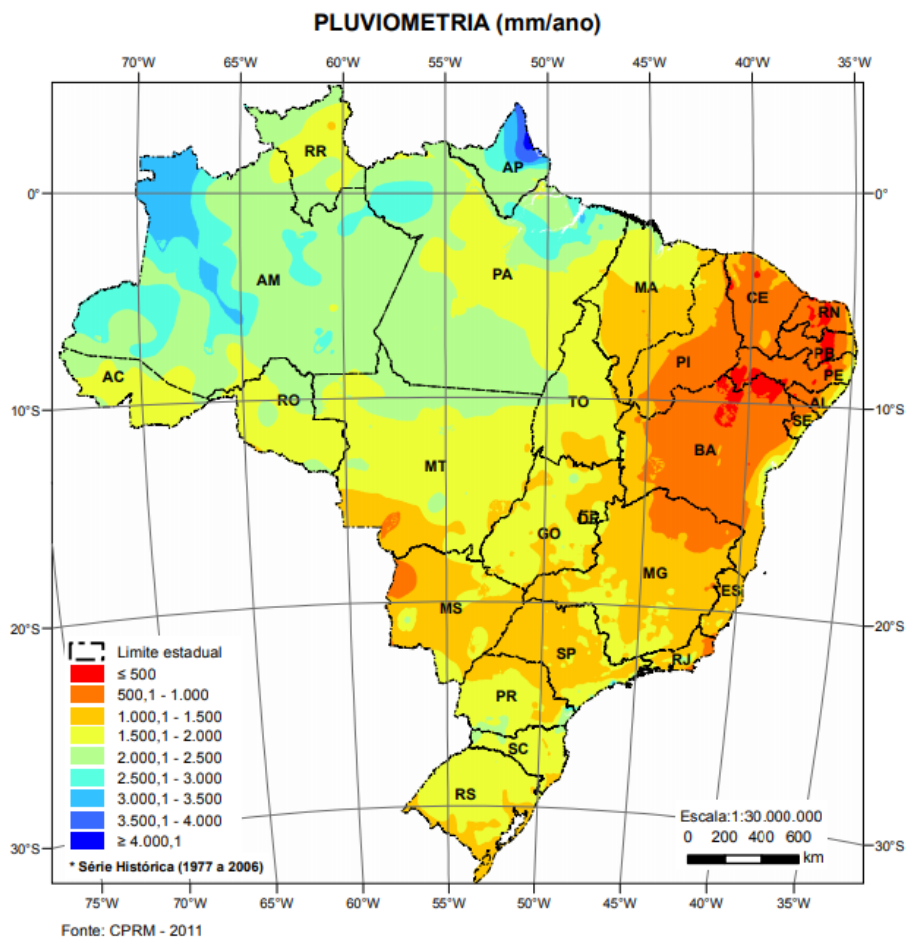 PLUVIOMETRIA (mm/ano)
70°W 65°W 60°W 55°W 50°W 45°W 40°W 35°W
RR
AP
0° 0°
AM PA MA CE
RN
PB
PI PE
AC AL
RO TO SE
10°S 10°S
BA
MT
DF
GO
MG
ES
MS
20°S 20°S
SP RJ
PR
SC
RS
Limite estadual
≤ 500
500,1 - 1.000
1.000,1 - 1.500
1.500,1 - 2.000
2.000,1 - 2.500
2.500,1 - 3.000
3.000,1 - 3.500
3.500,1 - 4.000
≥ 4.000,1
* Série Histórica (1977 a 2006)
Escala:1:30.000.000
0 200 400 600
km
30°S 30°S
75°W 70°W 65°W 60°W 55°W 50°W 45°W 40°W 35°W
Fonte: CPRM - 2011